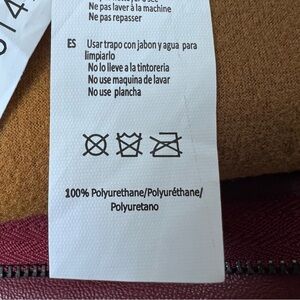 Ne pas laver à la machine
Ne pas repasser
ES Usar trapo con jabon y agua para
limpiarlo
No lo lleve a la tintoreria
No use maquina de lavar
No use plancha
100% Polyurethane/Polyuréthane/
Polyuretano